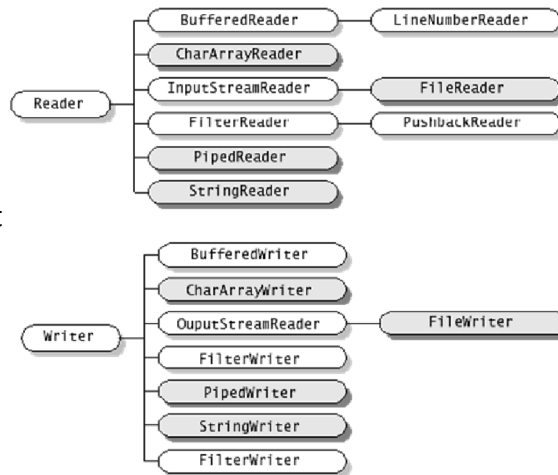 BufferedReader LineNumberReader
CharArrayReader
InputStreamReader FileReader
Reader
FilterReader PushbackReader
PipedReader
StringReader
t
BufferedWriter
CharArrayWriter
OuputStreamReader FileWriter
Writer
FilterWriter
PipedWriter
StringWriter
FilterWriter